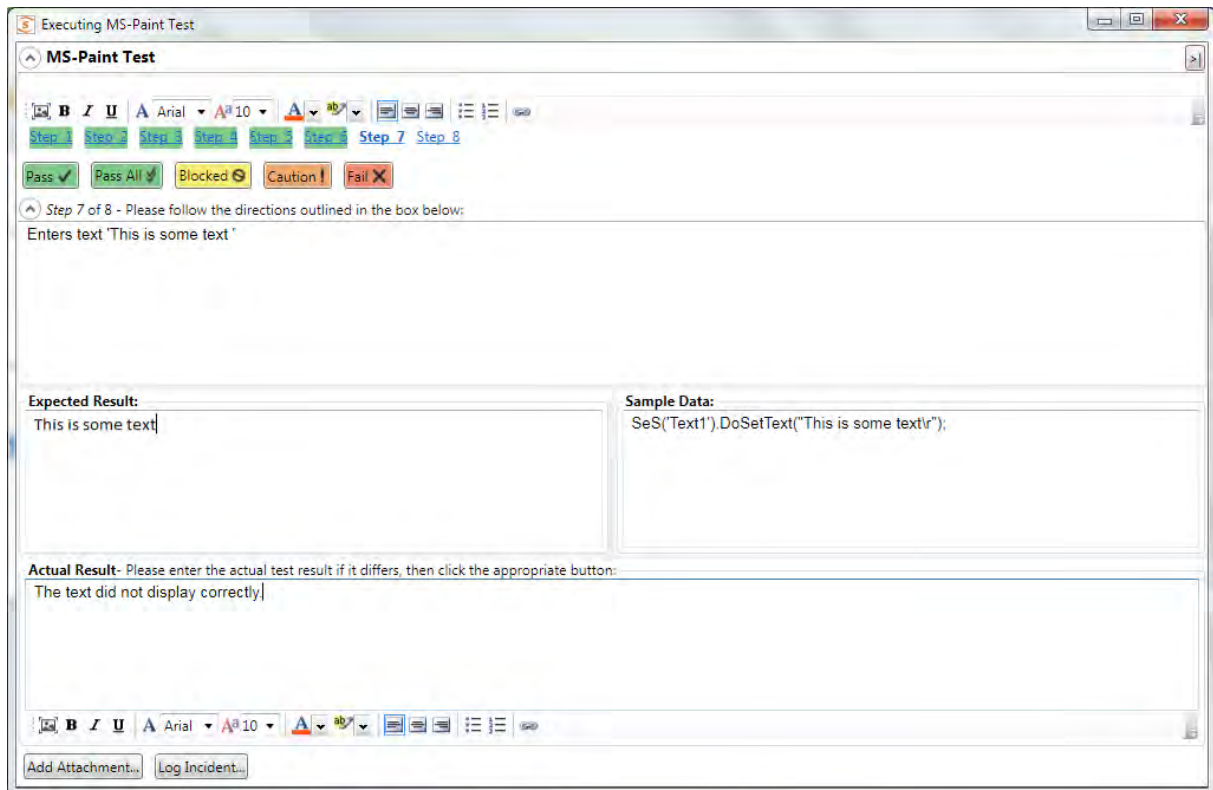 Executing MS-Paint Test
MS-Paint Test
B I U A Arial Aa 10 A ab
Step 1 Step 2 Step 3 Step 4 Step 5 Step 6 Step 7 Step 8
Pass Pass All Blocked Caution ! Fail X
Step 7 of 8 - Please follow the directions outlined in the box below:
Enters text 'This is some text '
Expected Result:
This is some text
Sample Data:
SeS('Text1').DoSetText("This is some text\r");
Actual Result- Please enter the actual test result if it differs, then click the appropriate button:
The text did not display correctly.
B I U A Arial Aa 10 A ab
Add Attachment... Log Incident...